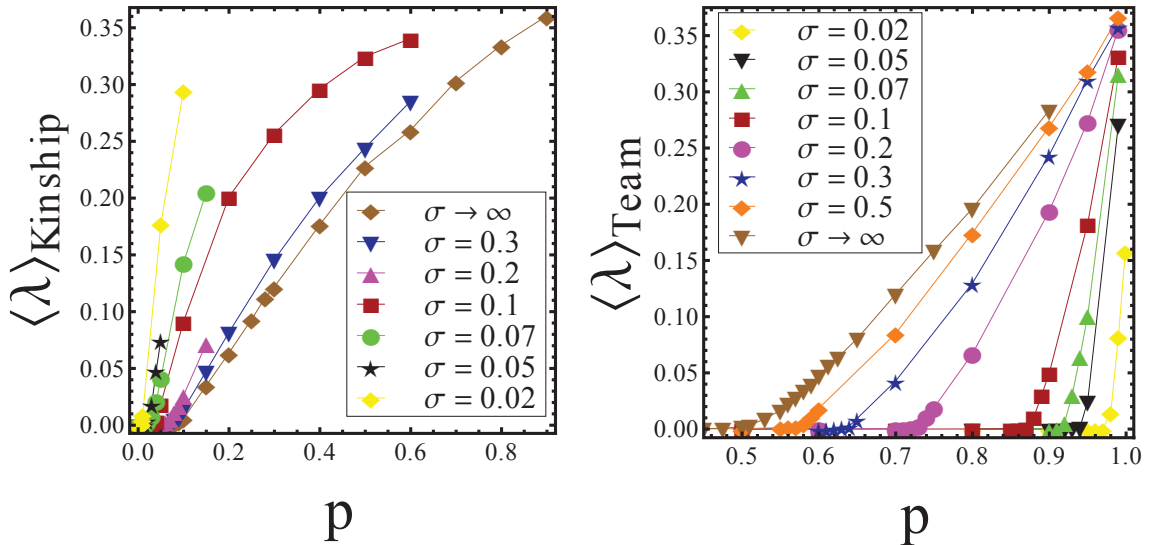 ⟨λ⟩Kinship
0.35
0.30
0.25
0.20
0.15
0.10
0.05
0.00
0.0 0.2 0.4 0.6 0.8
p
σ → ∞
σ = 0.3
σ = 0.2
σ = 0.1
σ = 0.07
σ = 0.05
σ = 0.02
⟨λ⟩Team
0.35
0.30
0.25
0.20
0.15
0.10
0.05
0.00
0.5 0.6 0.7 0.8 0.9 1.0
p
σ = 0.02
σ = 0.05
σ = 0.07
σ = 0.1
σ = 0.2
σ = 0.3
σ = 0.5
σ → ∞